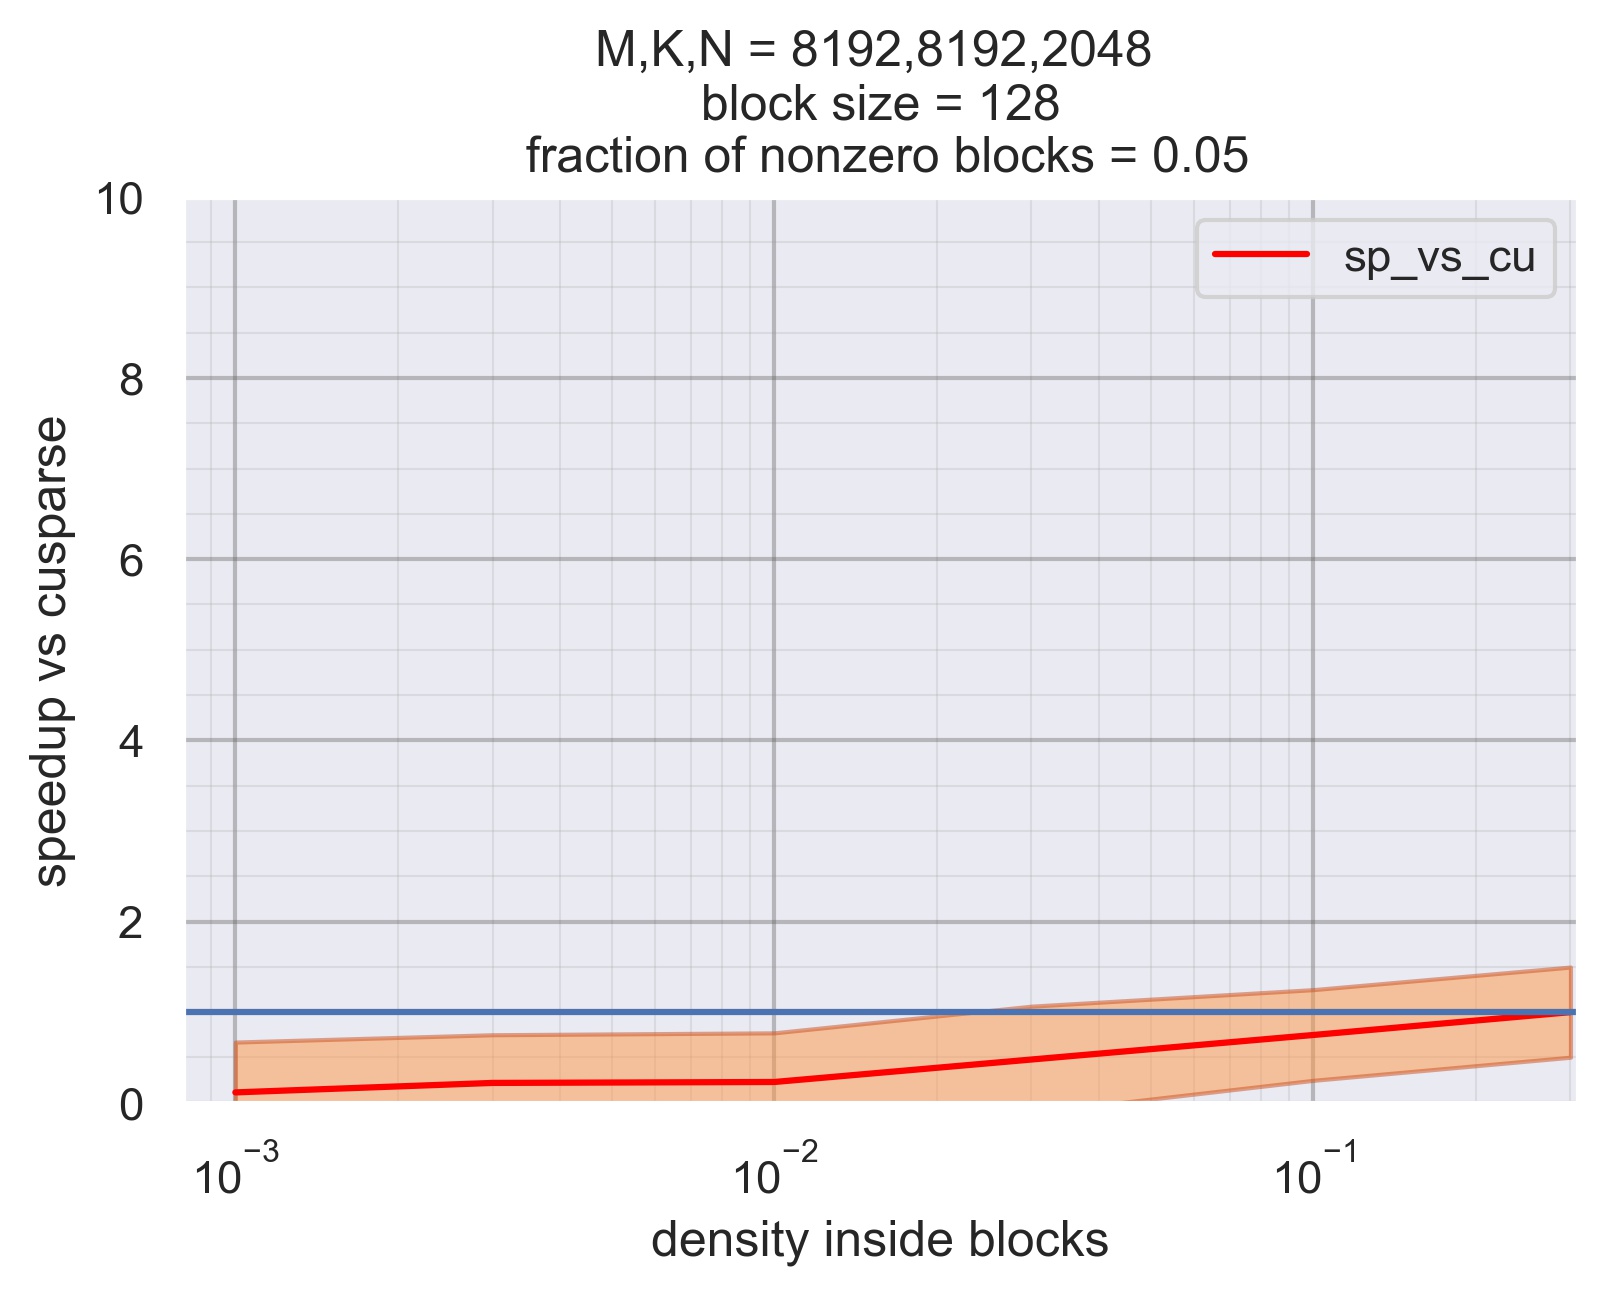 M,K,N = 8192,8192,2048
block size = 128
fraction of nonzero blocks = 0.05
sp_vs_cu
speedup vs cusparse
10
8
6
4
2
0
10⁻³
10⁻²
10⁻¹
density inside blocks